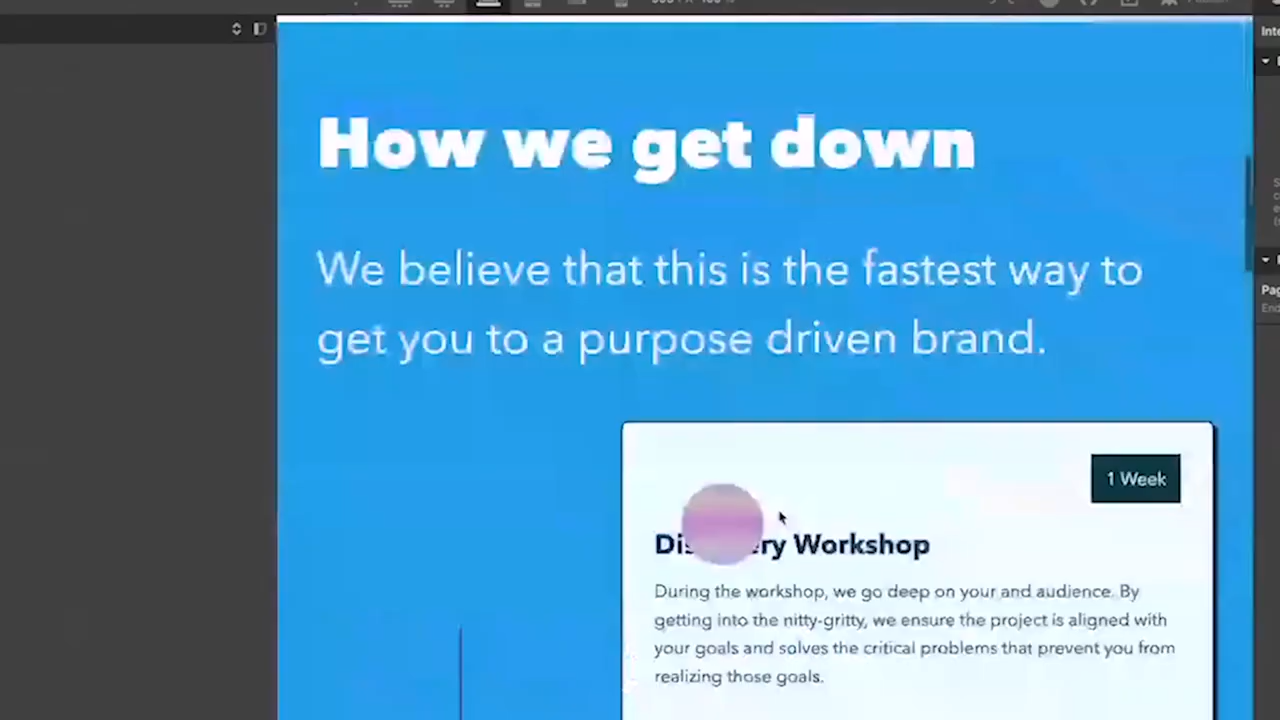 How we get down
We believe that this is the fastest way to
get you to a purpose driven brand.
1 Week
Workshop
During the workshop, we go deep on your and audience. By
getting into the nitty-gritty, we ensure the project is aligned with
your goals and solves the critical problems that prevent you from
realizing those goals.